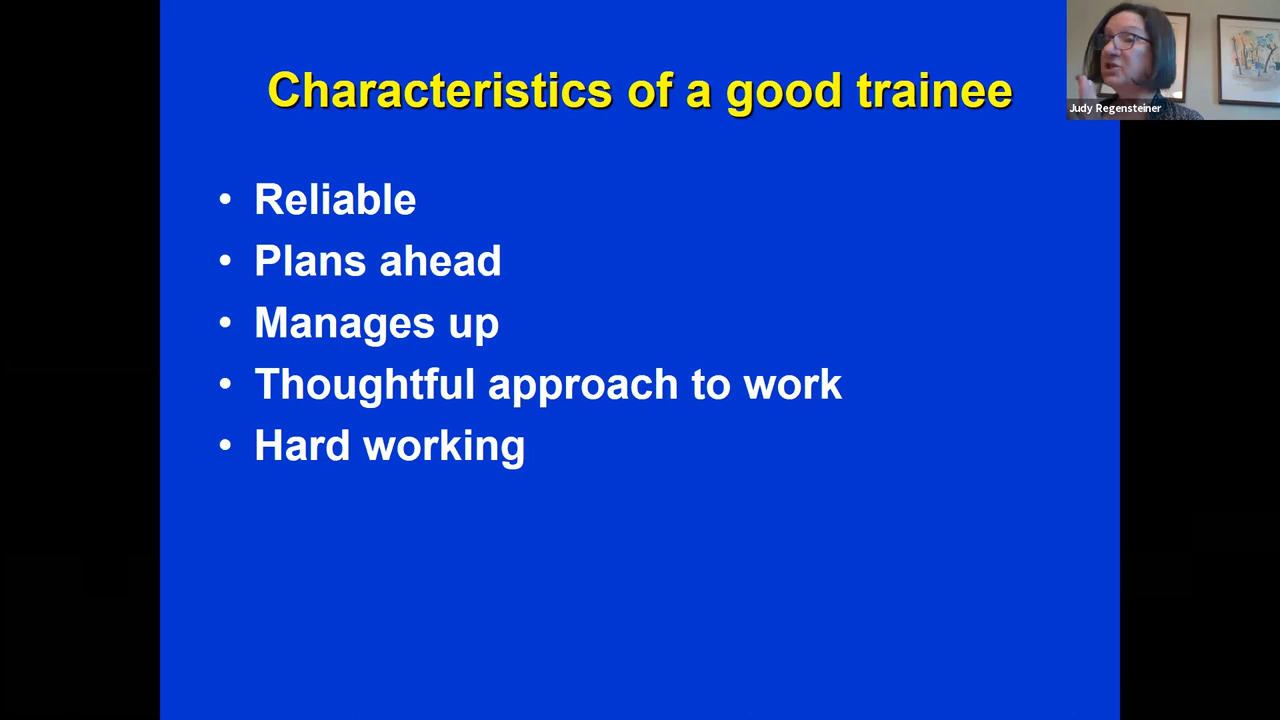 Characteristics of a good trainee
Judy Regensteiner
• Reliable
• Plans ahead
• Manages up
• Thoughtful approach to work
• Hard working